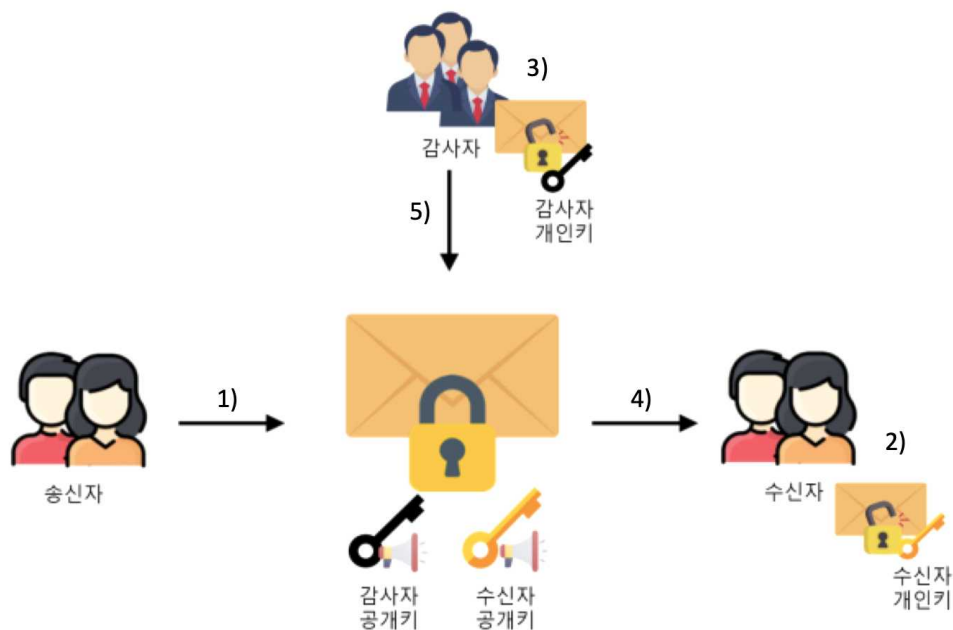 3)
감사자
감사자
개인키
5)
1)
4)
2)
송신자
수신자
수신자
개인키
감사자
공개키
수신자
공개키